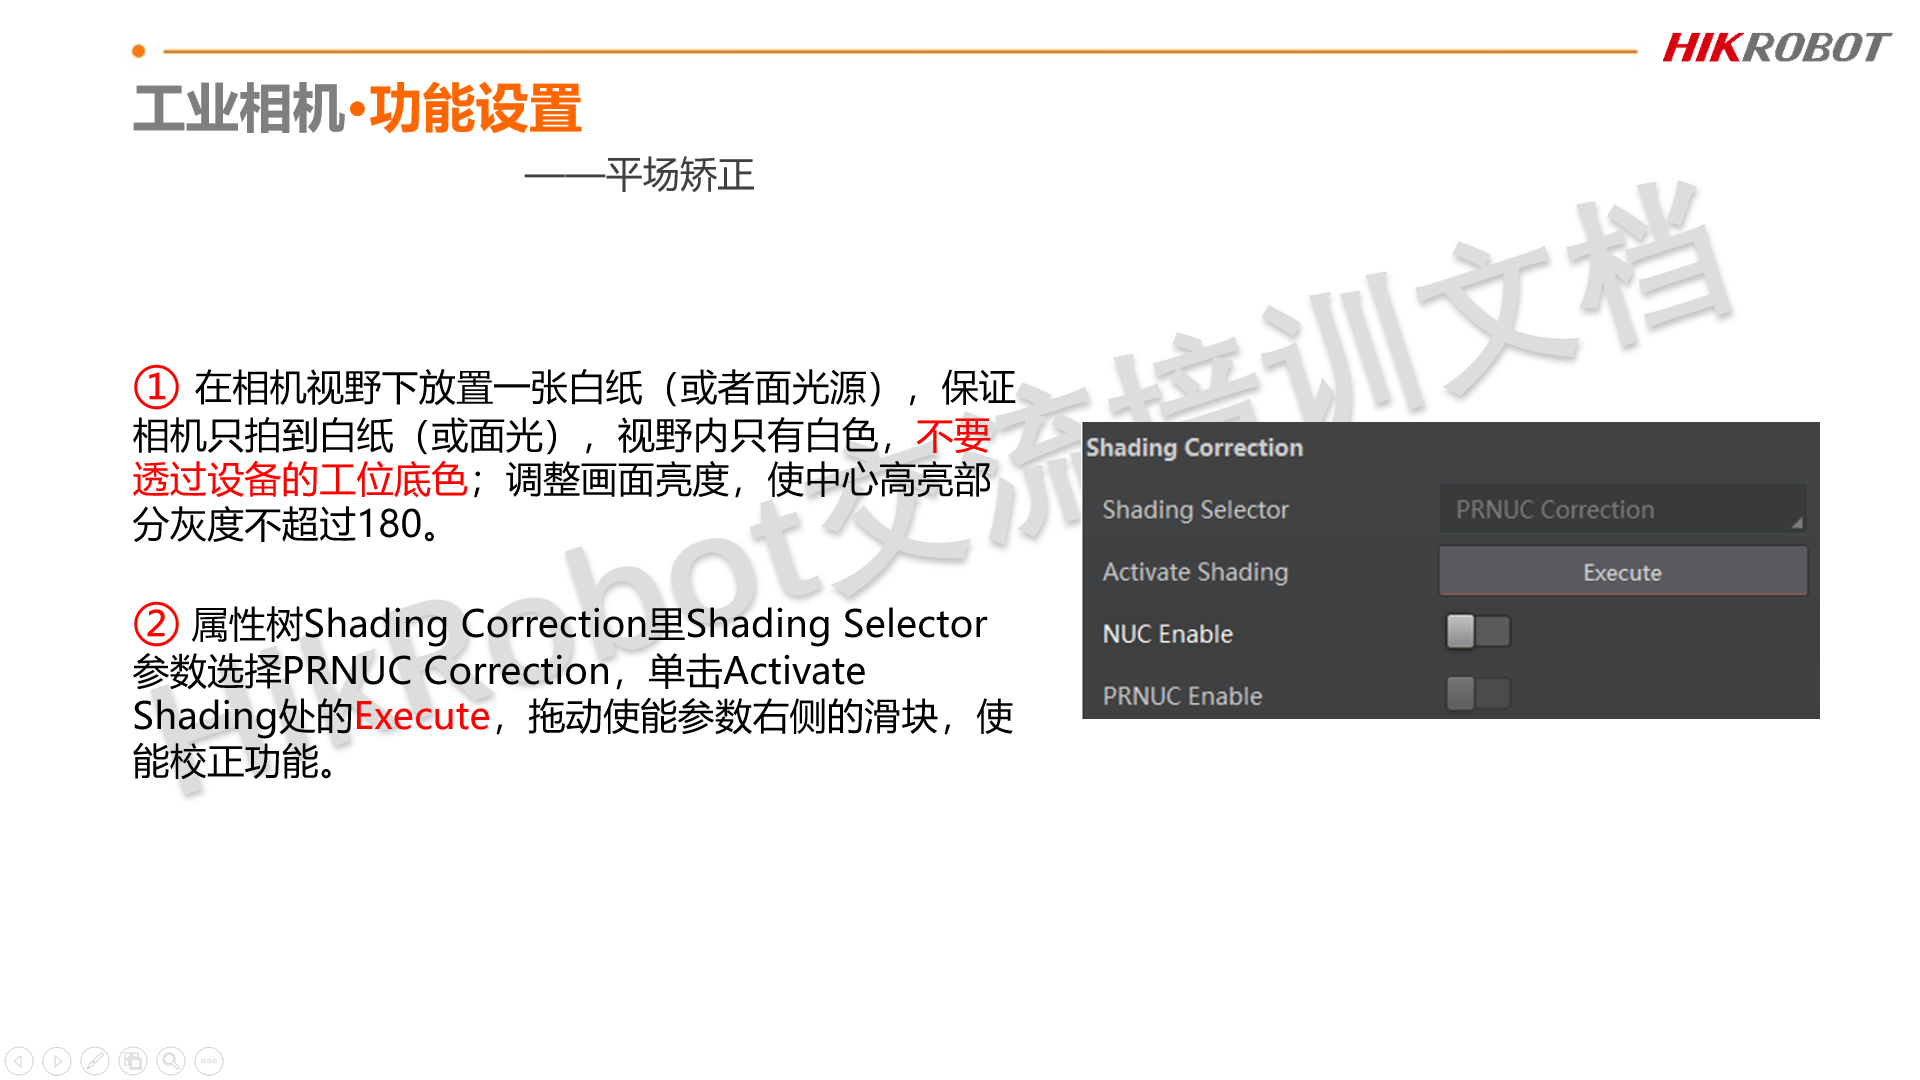 HIKROBOT
工业相机•功能设置
——平场矫正
① 在相机视野下放置一张白纸（或者面光源），保证
相机只拍到白纸（或面光），视野内只有白色，不要
透过设备的工位底色；调整画面亮度，使中心高亮部
分灰度不超过180。
② 属性树Shading Correction里Shading Selector
参数选择PRNUC Correction，单击Activate
Shading处的Execute，拖动使能参数右侧的滑块，使
能校正功能。
Shading Correction
Shading Selector PRNUC Correction
Activate Shading Execute
NUC Enable
PRNUC Enable
HikRobot交流培训文档